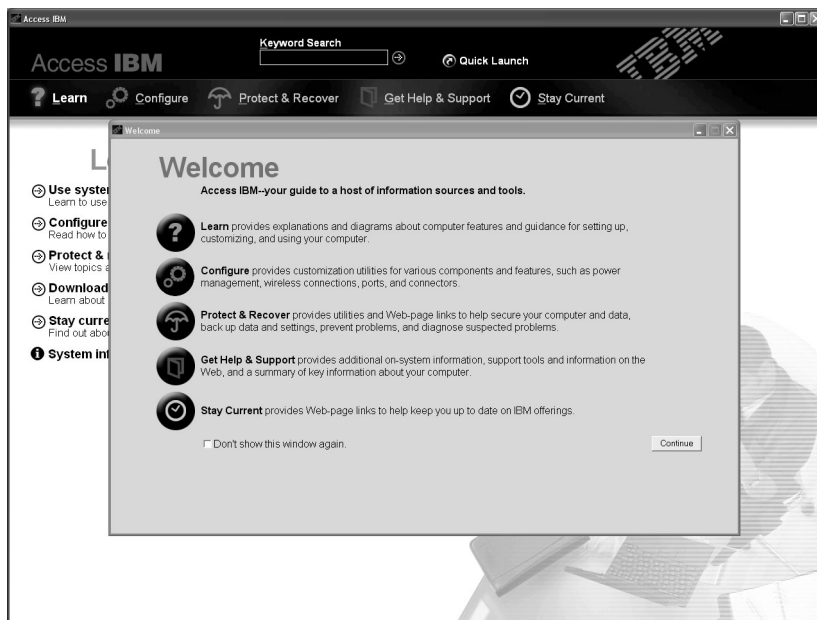 Access IBM
Keyword Search
Access IBM
Quick Launch
IBM
Learn
Configure
Protect & Recover
Get Help & Support
Stay Current
Welcome
Use syste
Learn to use
Configure
Read how to
Protect &
View topics a
Download
Learn about
Stay curre
Find out abo
System inf
Welcome
Access IBM--your guide to a host of information sources and tools.
Learn provides explanations and diagrams about computer features and guidance for setting up,
customizing, and using your computer.
Configure provides customization utilities for various components and features, such as power
management, wireless connections, ports, and connectors.
Protect & Recover provides utilities and Web-page links to help secure your computer and data,
back up data and settings, prevent problems, and diagnose suspected problems.
Get Help & Support provides additional on-system information, support tools and information on the
Web, and a summary of key information about your computer.
Stay Current provides Web-page links to help keep you up to date on IBM offerings.
Don't show this window again.
Continue